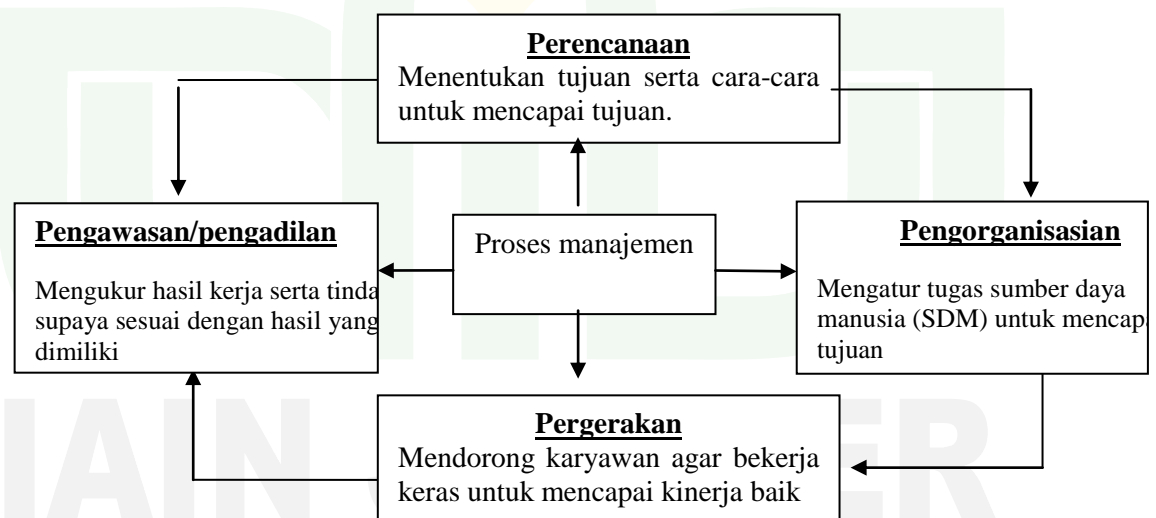 Perencanaan
Menentukan tujuan serta cara-cara
untuk mencapai tujuan.
Pengawasan/pengadilan
Mengukur hasil kerja serta tinda
supaya sesuai dengan hasil yang
dimiliki
Proses manajemen
Pengorganisasian
Mengatur tugas sumber daya
manusia (SDM) untuk mencap
tujuan
Pergerakan
Mendorong karyawan agar bekerja
keras untuk mencapai kinerja baik
IAIN